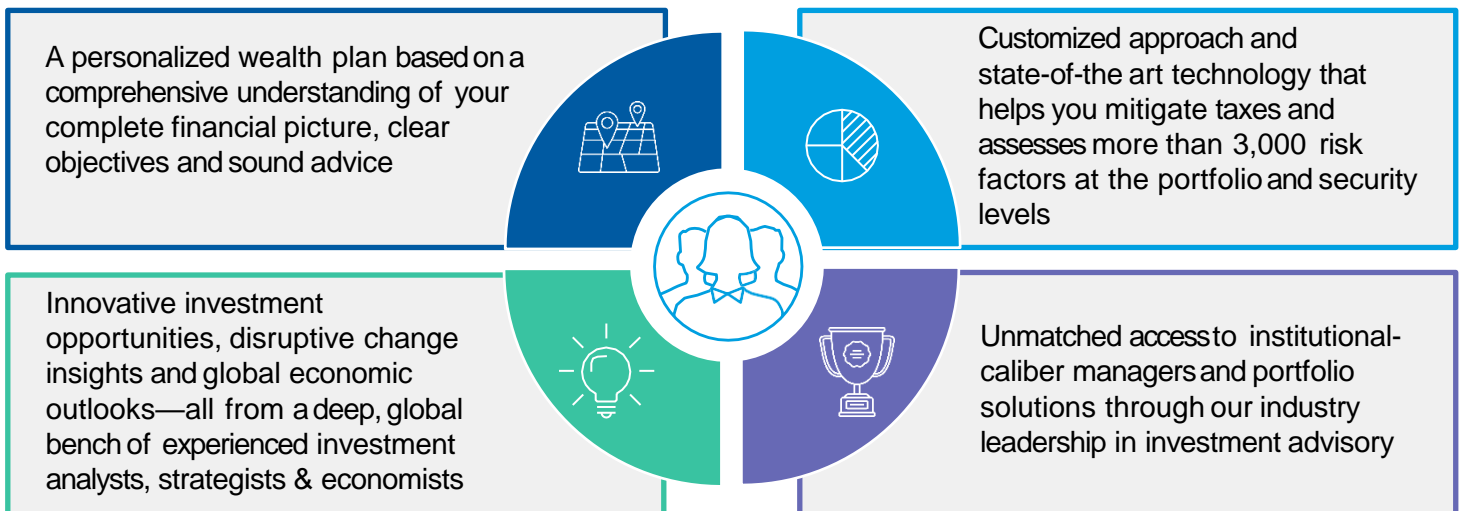 A personalized wealth plan based on a
comprehensive understanding of your
complete financial picture, clear
objectives and sound advice
Customized approach and
state-of-the art technology that
helps you mitigate taxes and
assesses more than 3,000 risk
factors at the portfolio and security
levels
Innovative investment
opportunities, disruptive change
insights and global economic
outlooks—all from a deep, global
bench of experienced investment
analysts, strategists & economists
Unmatched access to institutional-
caliber managers and portfolio
solutions through our industry
leadership in investment advisory